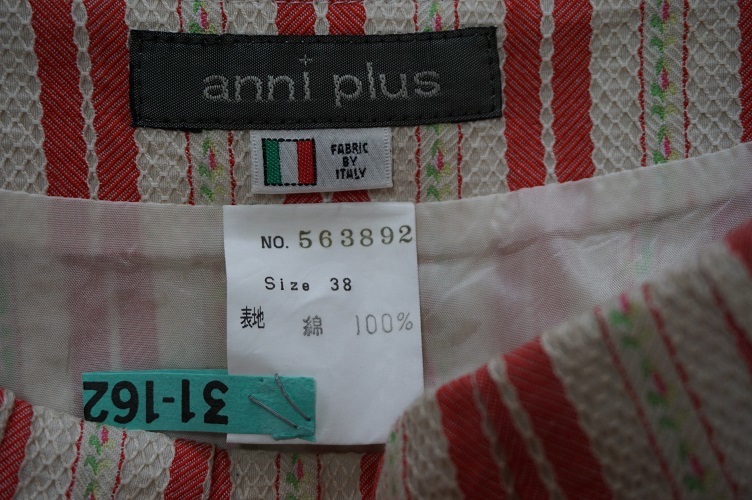 anni plus
FABRIC
BY
ITALY
NO. 563892
Size 38
表地 綿 100%
31-162